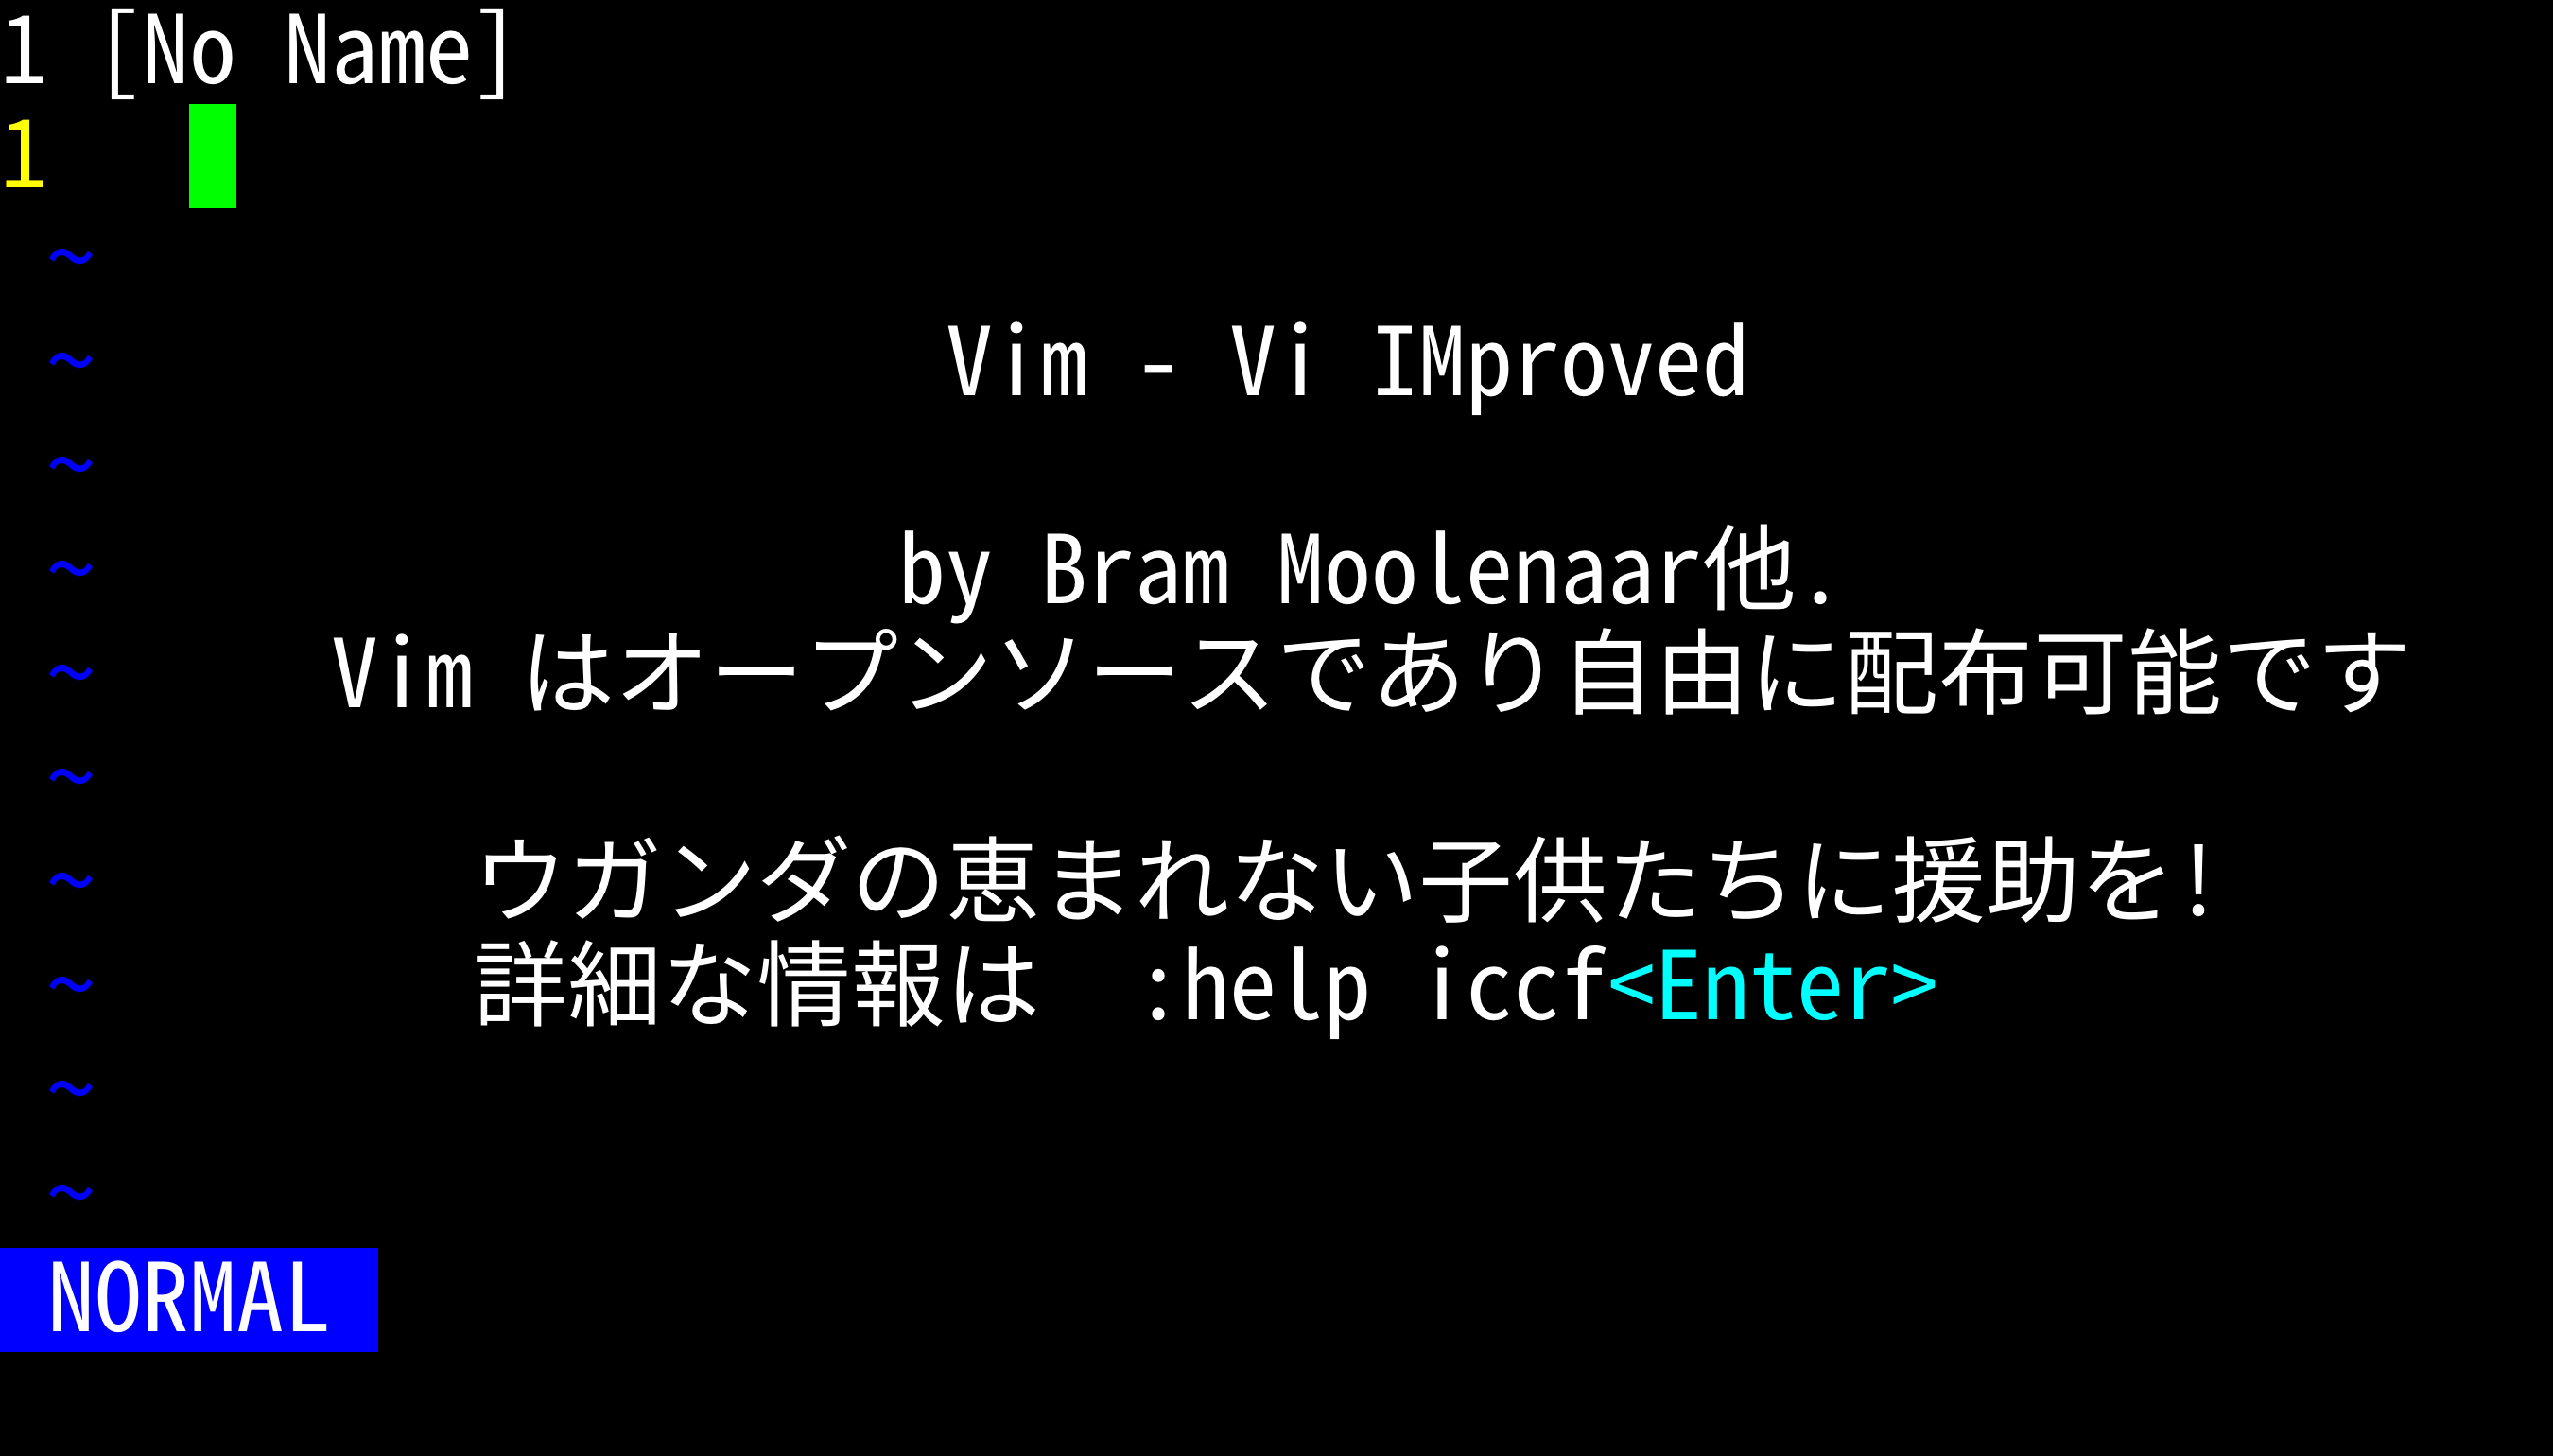 1 [No Name]
1
~
~
Vim - Vi IMproved
~
~
by Bram Moolenaar他.
~
Vim はオープンソースであり自由に配布可能です
~
~
ウガンダの恵まれない子供たちに援助を!
~
詳細な情報は  :help iccf<Enter>
~
~
NORMAL